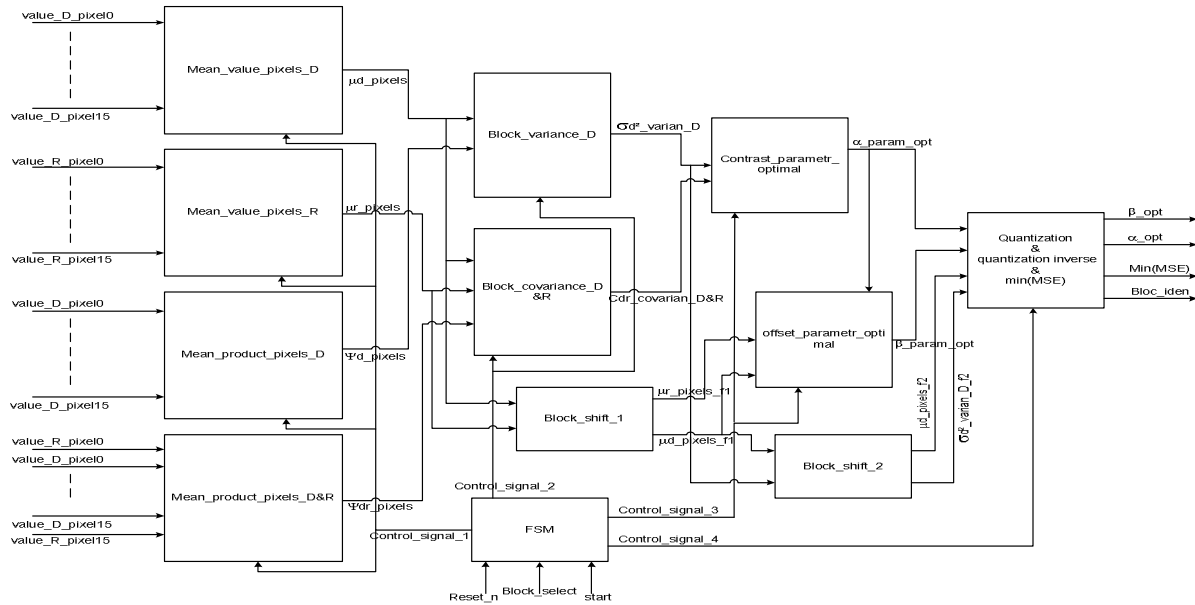 value_D_pixel0
value_D_pixel15
Mean_value_pixels_D
μd_pixels
value_R_pixel0
value_R_pixel15
Mean_value_pixels_R
μr_pixels
value_D_pixel0
value_D_pixel15
Mean_product_pixels_D
Ψd_pixels
value_R_pixel0
value_D_pixel0
value_D_pixel15
value_R_pixel15
Mean_product_pixels_D&R
Ψdr_pixels
Block_variance_D
σd²_varian_D
Block_covariance_D
&R
Cdr_covarian_D&R
Block_shift_1
μr_pixels_f1
μd_pixels_f1
Control_signal_2
Control_signal_1
FSM
Control_signal_3
Control_signal_4
Reset_n
Block_select
start
Contrast_parametr_
optimal
α_param_opt
offset_parametr_opti
mal
β_param_opt
Block_shift_2
μd_pixels_f2
σd²_varian_D_f2
Quantization
&
quantization inverse
&
min(MSE)
β_opt
α_opt
Min(MSE)
Bloc_iden